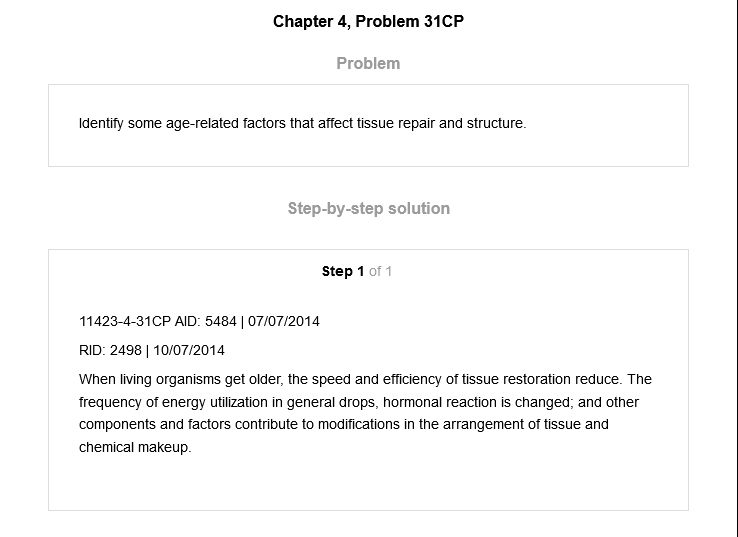 Chapter 4, Problem 31CP
Problem
Identify some age-related factors that affect tissue repair and structure.
Step-by-step solution
Step 1 of 1
11423-4-31CP AID: 5484 | 07/07/2014
RID: 2498 | 10/07/2014
When living organisms get older, the speed and efficiency of tissue restoration reduce. The
frequency of energy utilization in general drops, hormonal reaction is changed; and other
components and factors contribute to modifications in the arrangement of tissue and
chemical makeup.